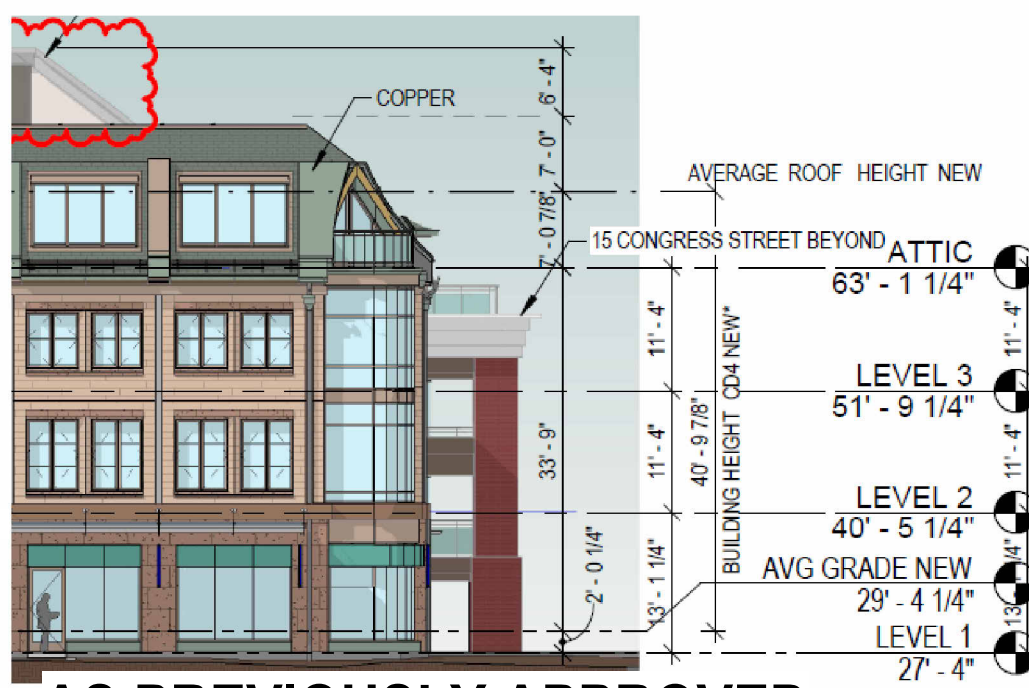 COPPER
6' - 4"
7' - 0"
7' - 0 7/8"
AVERAGE ROOF HEIGHT NEW
15 CONGRESS STREET BEYOND
ATTIC
63' - 1 1/4"
11' - 4"
11' - 4"
LEVEL 3
51' - 9 1/4"
33' - 9"
11' - 4"
40' - 9 7/8"
BUILDING HEIGHT CD4 NEW*
11' - 4"
LEVEL 2
40' - 5 1/4"
2' - 0 1/4"
13' - 1 1/4"
AVG GRADE NEW
29' - 4 1/4"
LEVEL 1
27' - 4"
AS PREVIOUSLY APPROVED